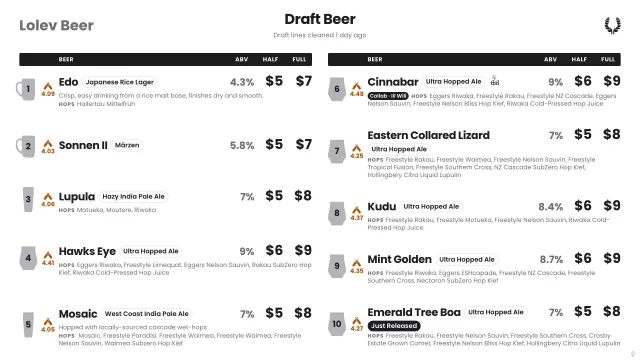 Lolev Beer
Draft Beer
Draft lines cleaned 1 day ago
BEER ABV HALF FULL
1 4.09 Edo Japanese Rice Lager 4.3% $5 $7
Crisp, easy drinking from a rice malt base, finishes dry and smooth.
HOPS Hallertau Mittelfrüh
2 4.03 Sonnen II Märzen 5.8% $5 $7
3 4.06 Lupula Hazy India Pale Ale 7% $5 $8
HOPS Motueka, Moutere, Riwaka
4 4.41 Hawks Eye Ultra Hopped Ale 9% $6 $9
HOPS Eggers Riwaka, Freestyle Limequat, Eggers Nelson Sauvin, Rakau SubZero Hop
Kief, Riwaka Cold-Pressed Hop Juice
5 4.05 Mosaic West Coast India Pale Ale 7% $5 $8
Hopped with locally-sourced cascade wet-hops
HOPS Mosaic, Freestyle Paradisi, Freestyle Waimea, Freestyle Waimea, Freestyle
Nelson Sauvin, Waimea Subzero Hop Kief
BEER ABV HALF FULL
6 4.48 Cinnabar Ultra Hopped Ale 9% $6 $9
Collab · Ill Will HOPS Eggers Riwaka, Freestyle Rakau, Freestyle NZ Cascade, Eggers
Nelson Sauvin, Freestyle Nelson Bliss Hop Kief, Riwaka Cold-Pressed Hop Juice
7 4.25 Eastern Collared Lizard 7% $5 $8
Ultra Hopped Ale
HOPS Freestyle Rakau, Freestyle Waimea, Freestyle Nelson Sauvin, Freestyle
Tropical Fusion, Freestyle Southern Cross, NZ Cascade SubZero Hop Kief,
Hollingbery Citra Liquid Lupulin
8 4.37 Kudu Ultra Hopped Ale 8.4% $6 $9
HOPS Freestyle Rakau, Freestyle Motueka, Freestyle Nelson Sauvin, Riwaka Cold-
Pressed Hop Juice
9 4.35 Mint Golden Ultra Hopped Ale 8.7% $6 $9
HOPS Freestyle Riwaka, Eggers ESHcapade, Freestyle NZ Cascade, Freestyle
Southern Cross, Nectaron SubZero Hop Kief
10 4.27 Emerald Tree Boa Ultra Hopped Ale 7% $5 $8
Just Released
HOPS Freestyle Rakau, Freestyle Nelson Sauvin, Freestyle Southern Cross, Crosby
Estate Grown Comet, Freestyle Nelson Bliss Hop Kief, Hollingbery Citra Liquid Lupulin